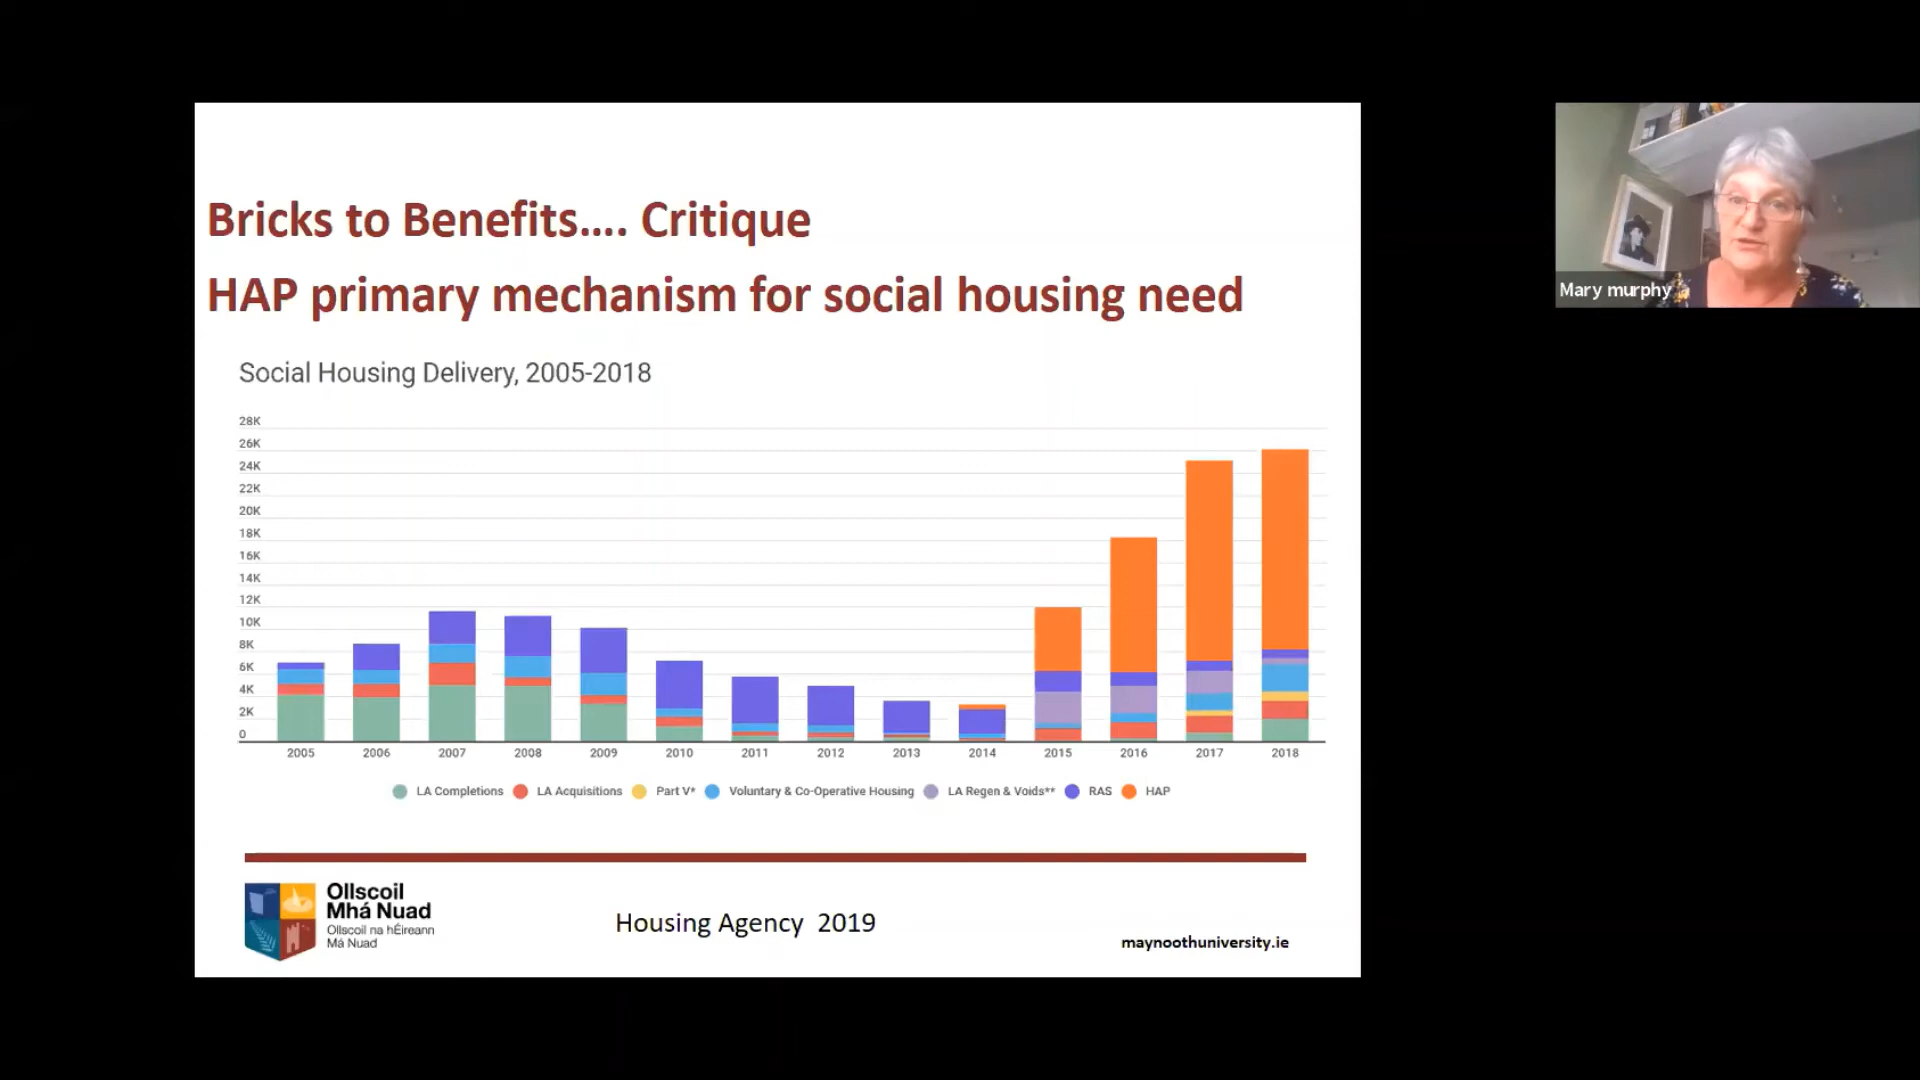 Bricks to Benefits.... Critique
HAP primary mechanism for social housing need
Social Housing Delivery, 2005-2018
28K
26K
24K
22K
20K
18K
16K
14K
12K
10K
8K
6K
4K
2K
0
2005 2006 2007 2008 2009 2010 2011 2012 2013 2014 2015 2016 2017 2018
LA Completions LA Acquisitions Part V* Voluntary & Co-Operative Housing LA Regen & Voids** RAS HAP
Ollscoil
Mhá Nuad
Ollscoil na hÉireann
Má Nuad
Housing Agency 2019
maynoothuniversity.ie
Mary murphy